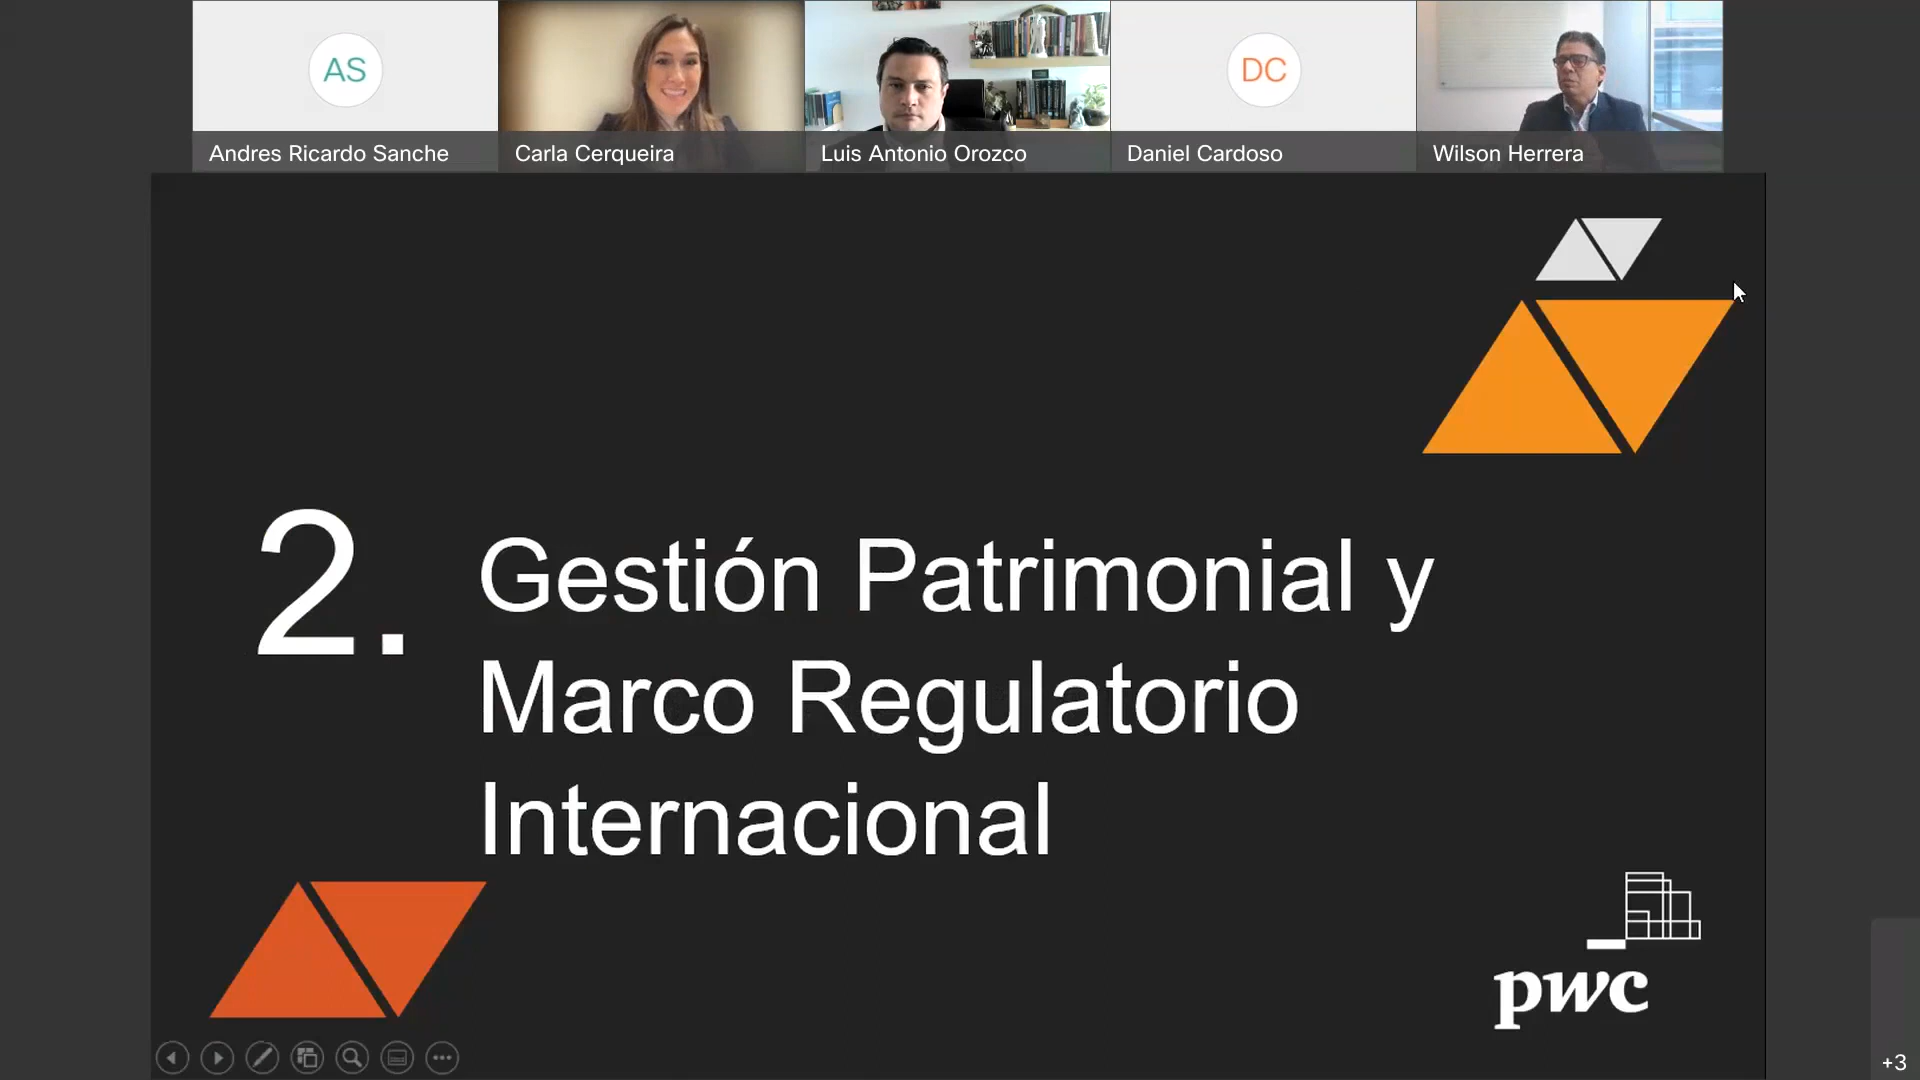 AS
DC
Andres Ricardo Sanche
Carla Cerqueira
Luis Antonio Orozco
Daniel Cardoso
Wilson Herrera
2.
Gestión Patrimonial y
Marco Regulatorio
Internacional
pwc
+3